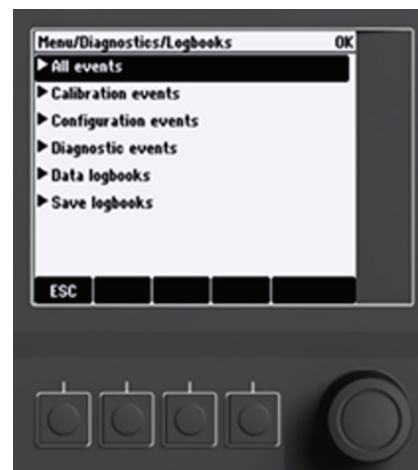 Menu/Diagnostics/Logbooks OK
All events
Calibration events
Configuration events
Diagnostic events
Data logbooks
Save logbooks
ESC